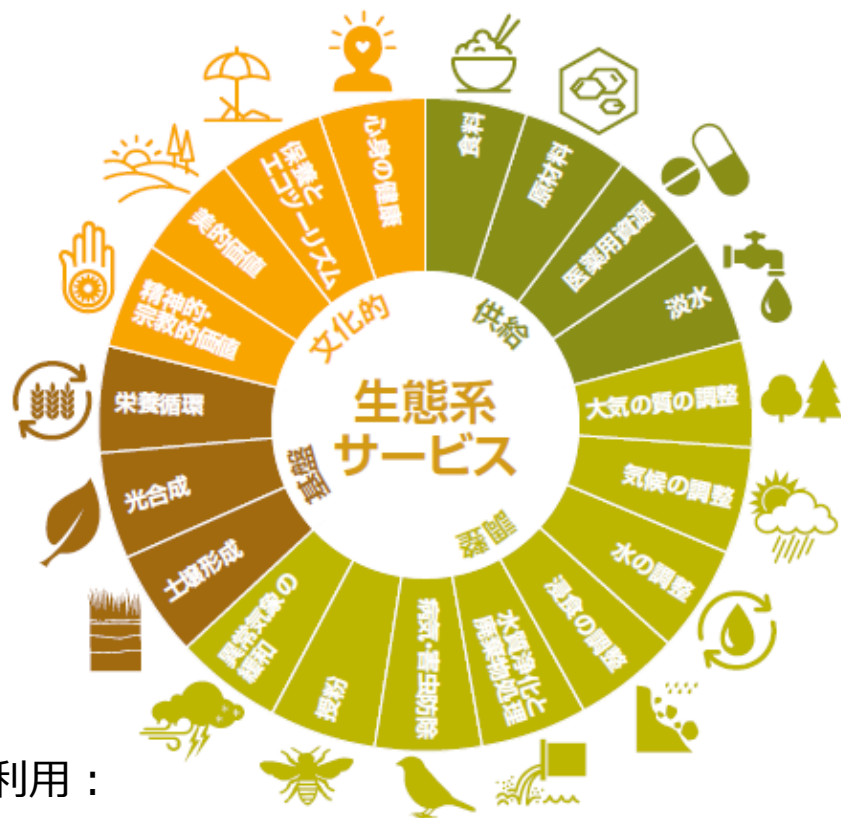 生態系
サービス
供給
食料
原材料
医薬用資源
淡水
調整
大気の質の調整
気候の調整
水の調整
浸食の調整
水質浄化と
廃棄物処理
病気・害虫防除
授粉
異常気象の
緩和
基盤
土壌形成
光合成
栄養循環
文化的
精神的・
宗教的価値
美的価値
保養と
エコツーリズム
心身の健康
利用：